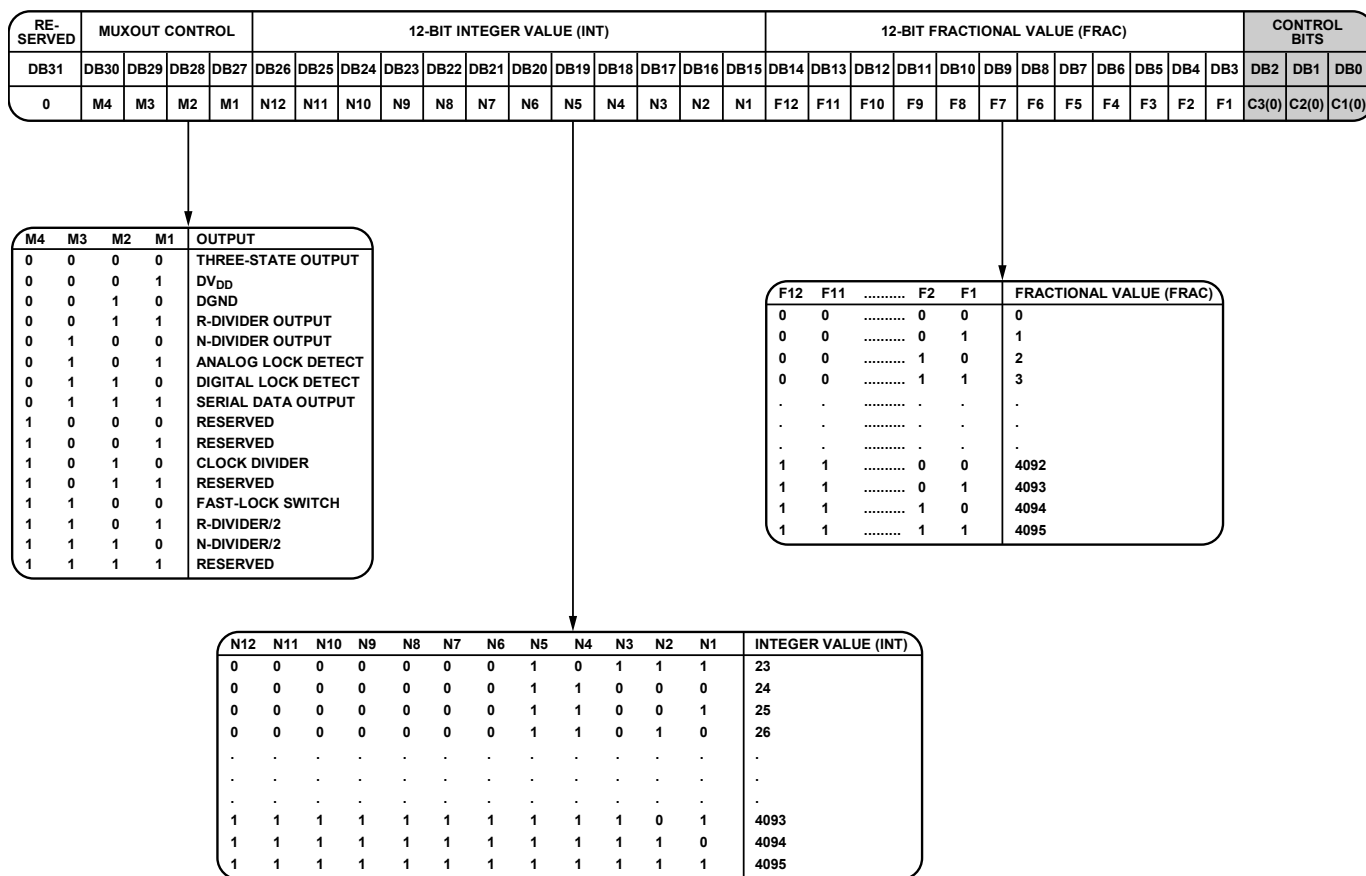 RE-SERVED MUXOUT CONTROL 12-BIT INTEGER VALUE (INT) 12-BIT FRACTIONAL VALUE (FRAC) CONTROL BITS
DB31 DB30 DB29 DB28 DB27 DB26 DB25 DB24 DB23 DB22 DB21 DB20 DB19 DB18 DB17 DB16 DB15 DB14 DB13 DB12 DB11 DB10 DB9 DB8 DB7 DB6 DB5 DB4 DB3 DB2 DB1 DB0
0 M4 M3 M2 M1 N12 N11 N10 N9 N8 N7 N6 N5 N4 N3 N2 N1 F12 F11 F10 F9 F8 F7 F6 F5 F4 F3 F2 F1 C3(0) C2(0) C1(0)
M4 M3 M2 M1 OUTPUT
0 0 0 0 THREE-STATE OUTPUT
0 0 0 1 DVDD
0 0 1 0 DGND
0 0 1 1 R-DIVIDER OUTPUT
0 1 0 0 N-DIVIDER OUTPUT
0 1 0 1 ANALOG LOCK DETECT
0 1 1 0 DIGITAL LOCK DETECT
0 1 1 1 SERIAL DATA OUTPUT
1 0 0 0 RESERVED
1 0 0 1 RESERVED
1 0 1 0 CLOCK DIVIDER
1 0 1 1 RESERVED
1 1 0 0 FAST-LOCK SWITCH
1 1 0 1 R-DIVIDER/2
1 1 1 0 N-DIVIDER/2
1 1 1 1 RESERVED
F12 F11 .......... F2 F1 FRACTIONAL VALUE (FRAC)
0 0 .......... 0 0 0
0 0 .......... 0 1 1
0 0 .......... 1 0 2
0 0 .......... 1 1 3
. . .......... . . .
. . .......... . . .
. . .......... . . .
1 1 .......... 0 0 4092
1 1 .......... 0 1 4093
1 1 .......... 1 0 4094
1 1 ......... 1 1 4095
N12 N11 N10 N9 N8 N7 N6 N5 N4 N3 N2 N1 INTEGER VALUE (INT)
0 0 0 0 0 0 0 1 0 1 1 1 23
0 0 0 0 0 0 0 1 1 0 0 0 24
0 0 0 0 0 0 0 1 1 0 0 1 25
0 0 0 0 0 0 0 1 1 0 1 0 26
. . . . . . . . . . . . .
. . . . . . . . . . . . .
. . . . . . . . . . . . .
1 1 1 1 1 1 1 1 1 1 0 1 4093
1 1 1 1 1 1 1 1 1 1 1 0 4094
1 1 1 1 1 1 1 1 1 1 1 1 4095